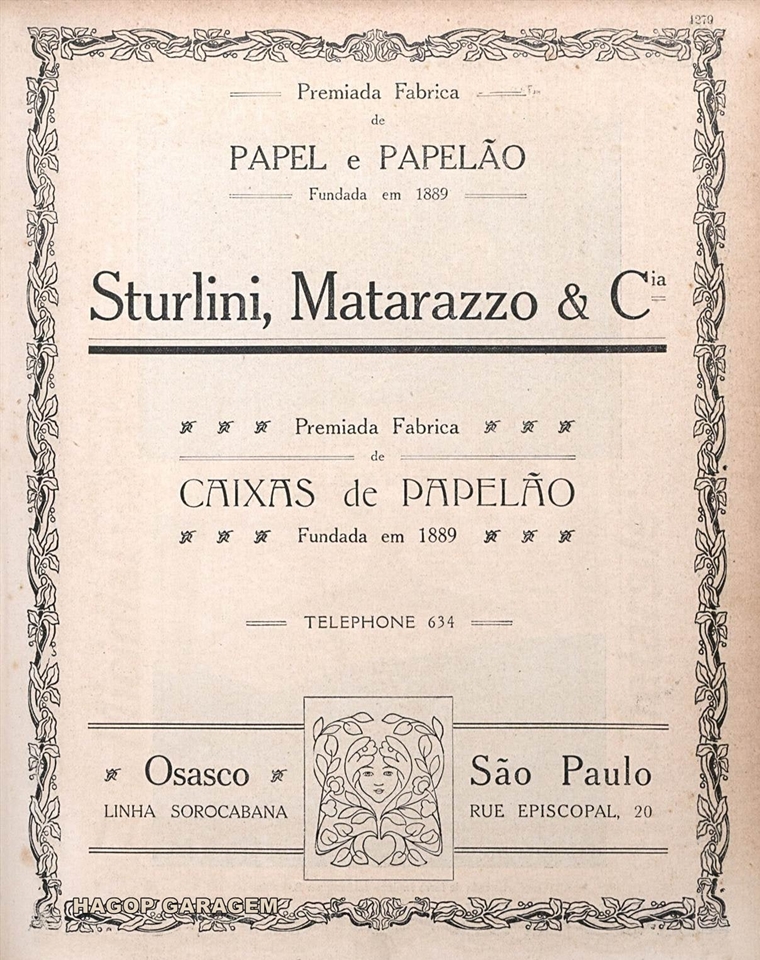 1279
Premiada Fabrica
de
PAPEL e PAPELÃO
Fundada em 1889
Sturlini, Matarazzo & Cia
Premiada Fabrica
de
CAIXAS de PAPELÃO
Fundada em 1889
TELEPHONE 634
Osasco
LINHA SOROCABANA
São Paulo
RUE EPISCOPAL, 20
HAGOP GARAGEM